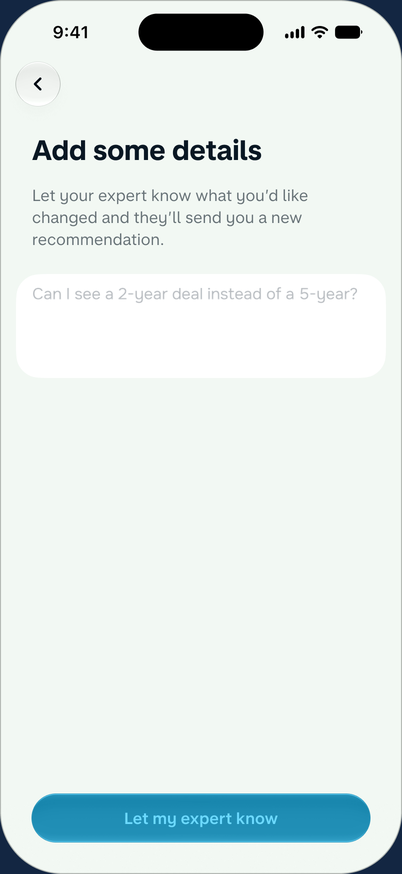 9:41
Add some details
Let your expert know what you'd like
changed and they'll send you a new
recommendation.
Can I see a 2-year deal instead of a 5-year?
Let my expert know